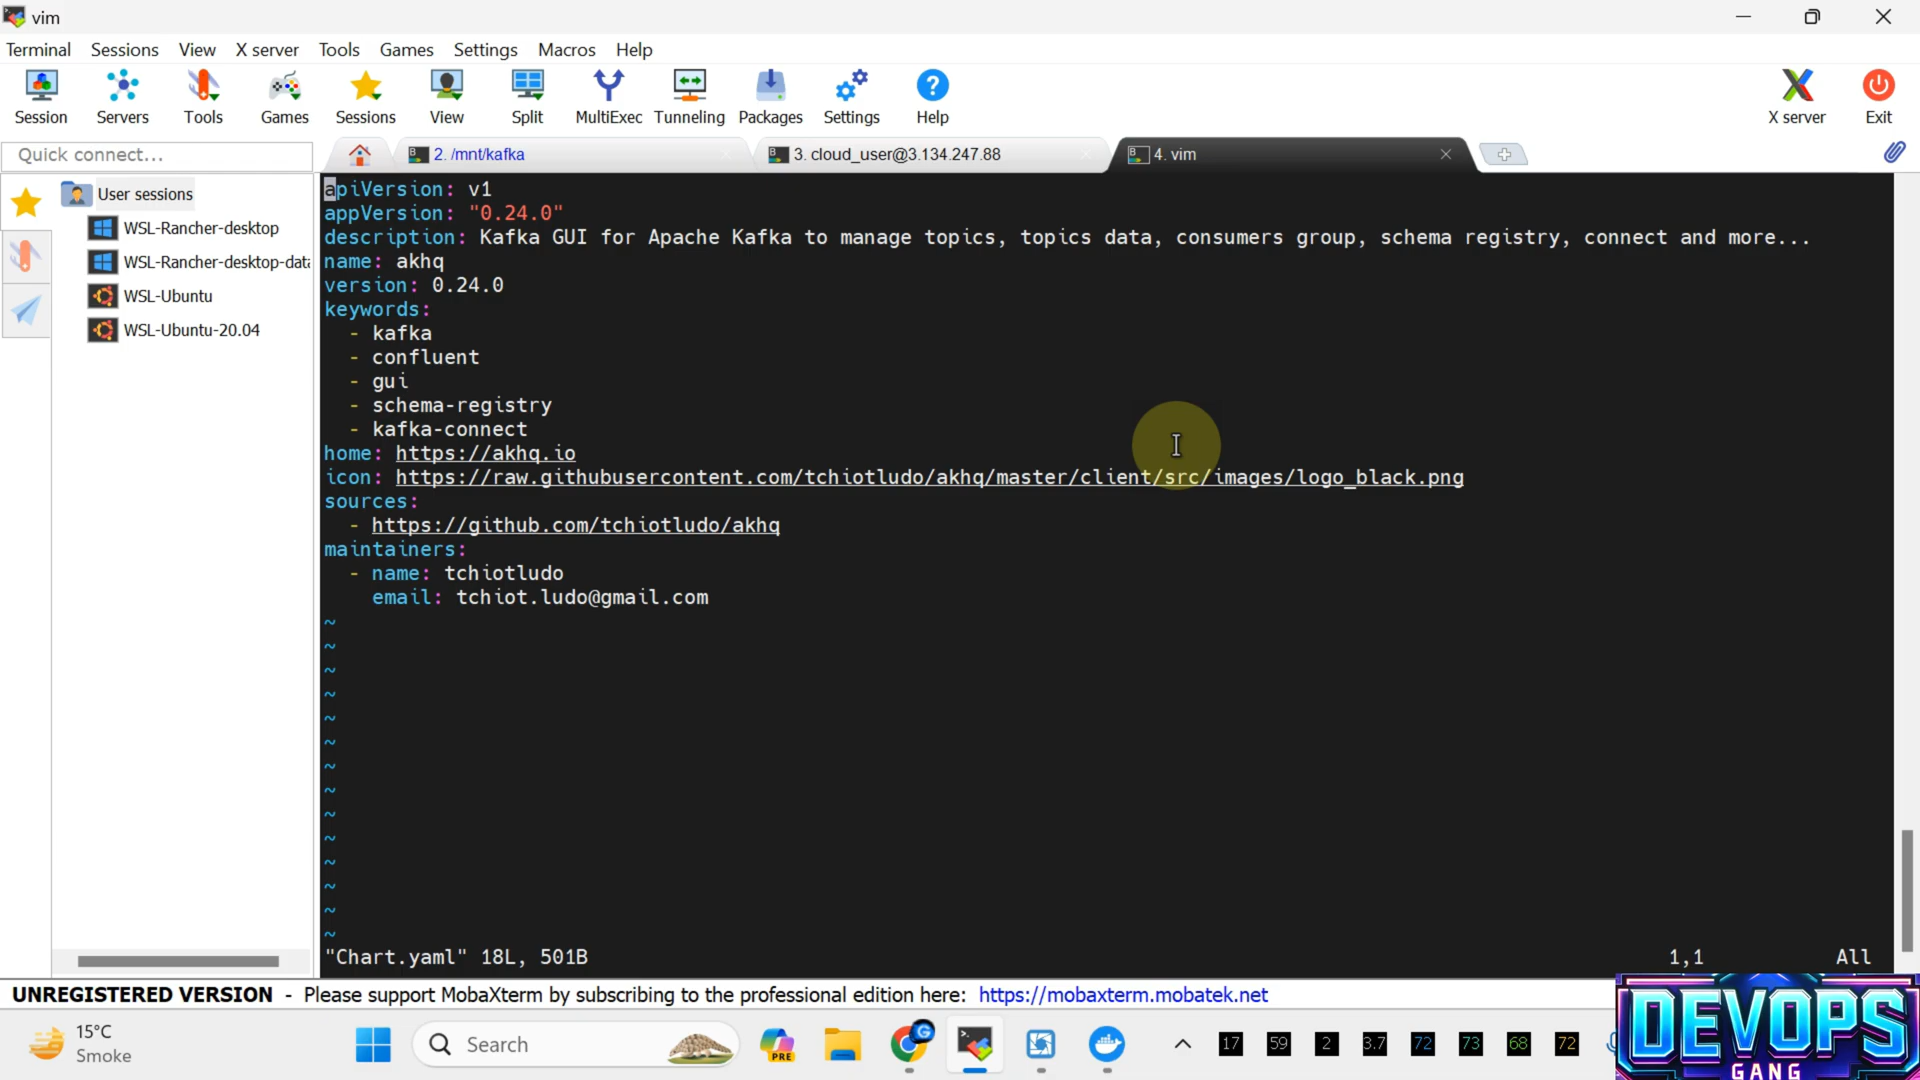 vim
Terminal Sessions View X server Tools Games Settings Macros Help
Session Servers Tools Games Sessions View Split MultiExec Tunneling Packages Settings Help X server Exit
Quick connect...
2. /mnt/kafka
3. cloud_user@3.134.247.88
4. vim
User sessions
WSL-Rancher-desktop
WSL-Rancher-desktop-data
WSL-Ubuntu
WSL-Ubuntu-20.04
apiVersion: v1
appVersion: "0.24.0"
description: Kafka GUI for Apache Kafka to manage topics, topics data, consumers group, schema registry, connect and more...
name: akhq
version: 0.24.0
keywords:
  - kafka
  - confluent
  - gui
  - schema-registry
  - kafka-connect
home: https://akhq.io
icon: https://raw.githubusercontent.com/tchiotludo/akhq/master/client/src/images/logo_black.png
sources:
  - https://github.com/tchiotludo/akhq
maintainers:
  - name: tchiotludo
    email: tchiot.ludo@gmail.com
~
~
~
~
~
~
~
~
~
~
~
~
~
~
"Chart.yaml" 18L, 501B 1,1 All
UNREGISTERED VERSION - Please support MobaXterm by subscribing to the professional edition here: https://mobaxterm.mobatek.net
15°C
Smoke
Search
PRE
G
17 59 2 3.7 72 73 68 72
DEVOPS
GANG